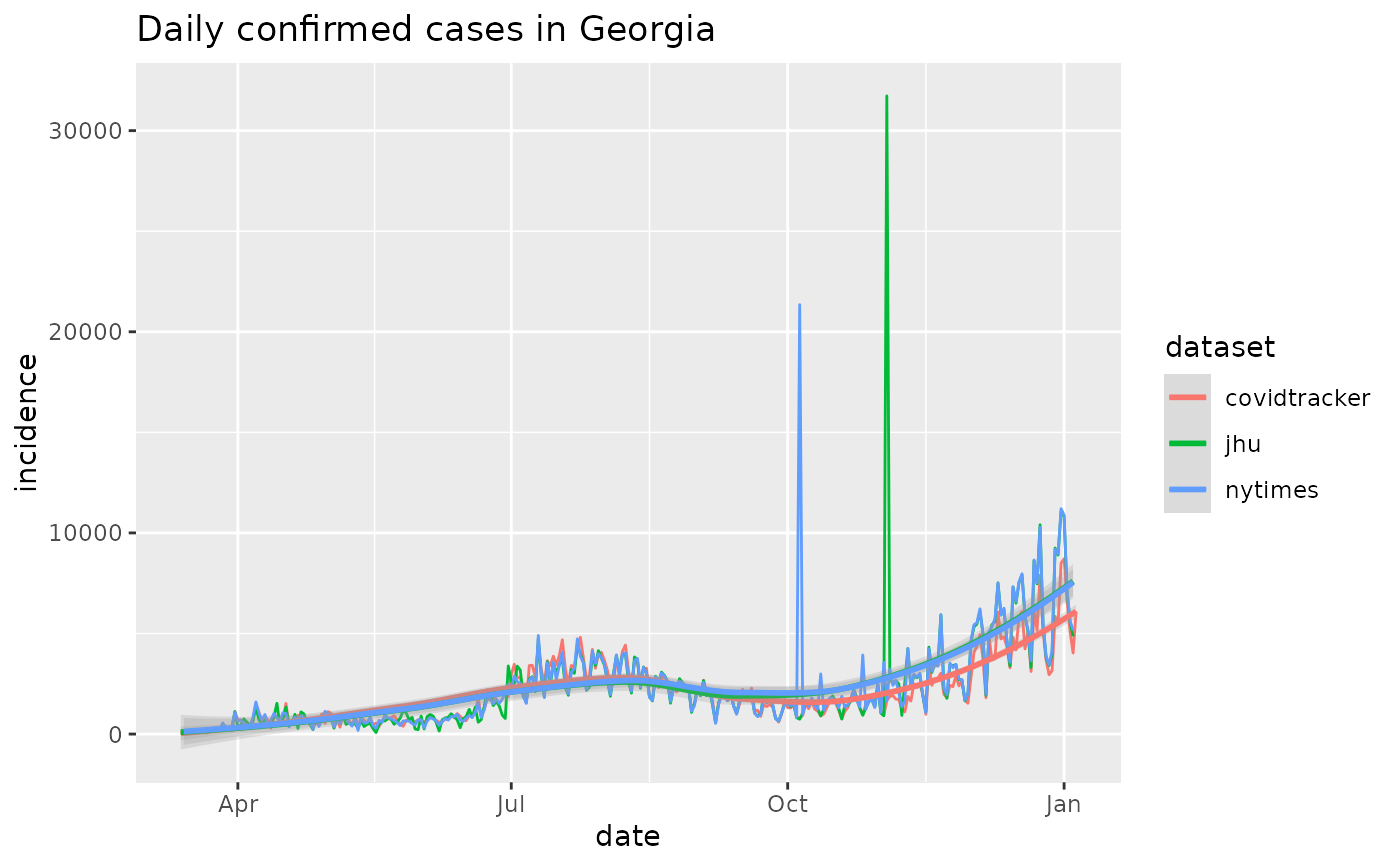 Daily confirmed cases in Georgia
30000
20000
10000
0
incidence
Apr
Jul
Oct
Jan
date
dataset
covidtracker
jhu
nytimes